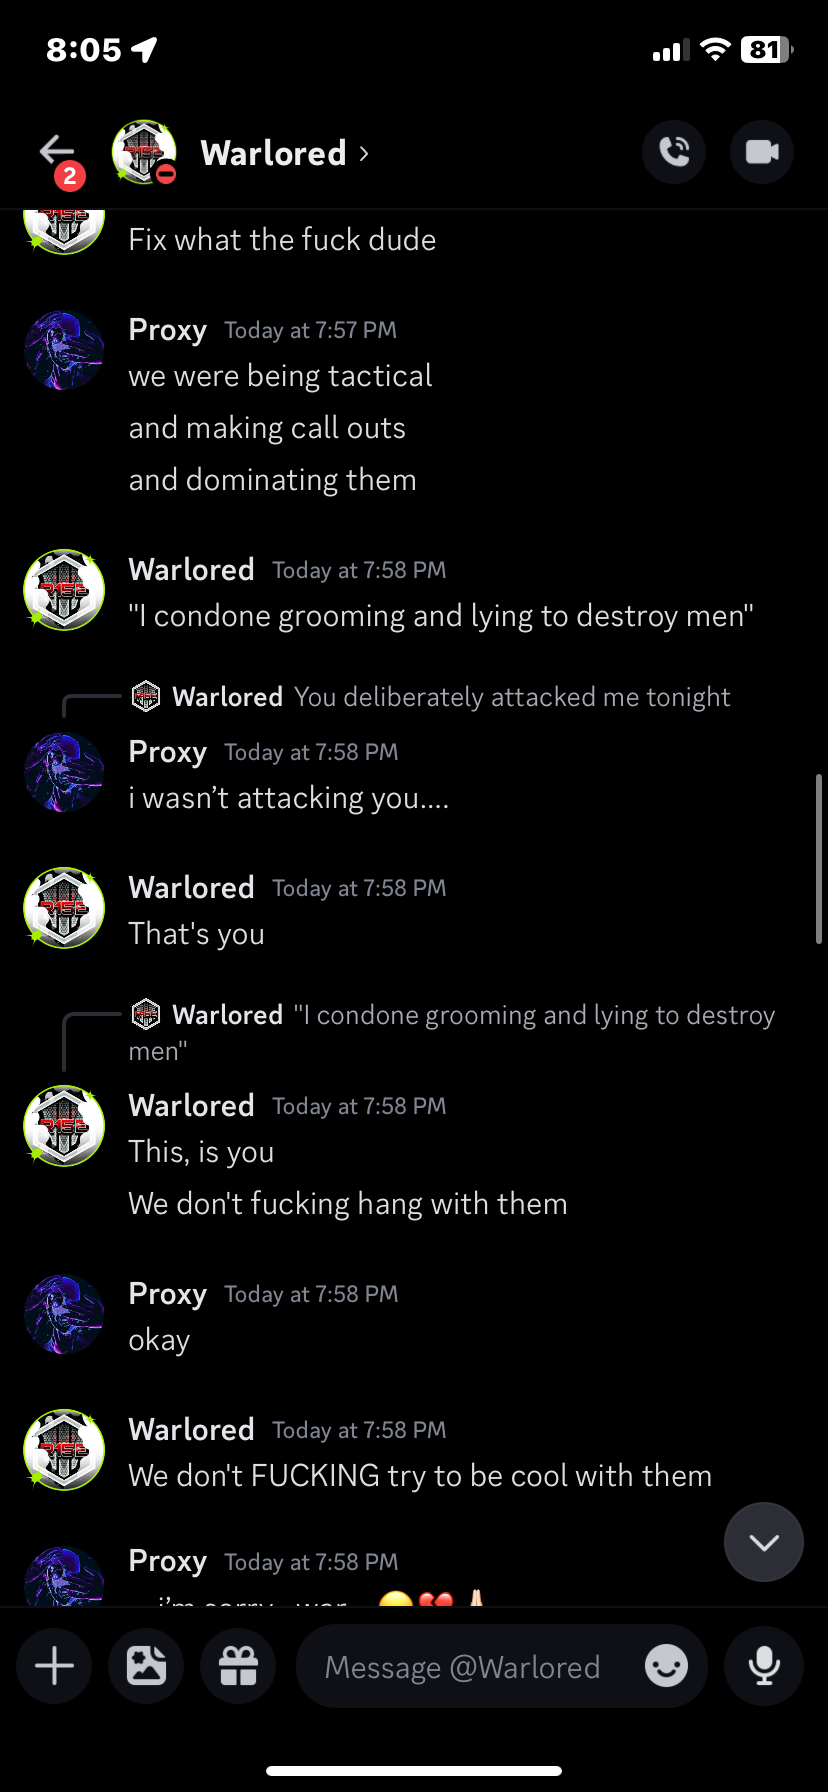 8:05
81
2
Warlored
Fix what the fuck dude
Proxy Today at 7:57 PM
we were being tactical
and making call outs
and dominating them
Warlored Today at 7:58 PM
"I condone grooming and lying to destroy men"
Warlored You deliberately attacked me tonight
Proxy Today at 7:58 PM
i wasn’t attacking you....
Warlored Today at 7:58 PM
That's you
Warlored "I condone grooming and lying to destroy
men"
Warlored Today at 7:58 PM
This, is you
We don't fucking hang with them
Proxy Today at 7:58 PM
okay
Warlored Today at 7:58 PM
We don't FUCKING try to be cool with them
Proxy Today at 7:58 PM
i’m sorry
Message @Warlored